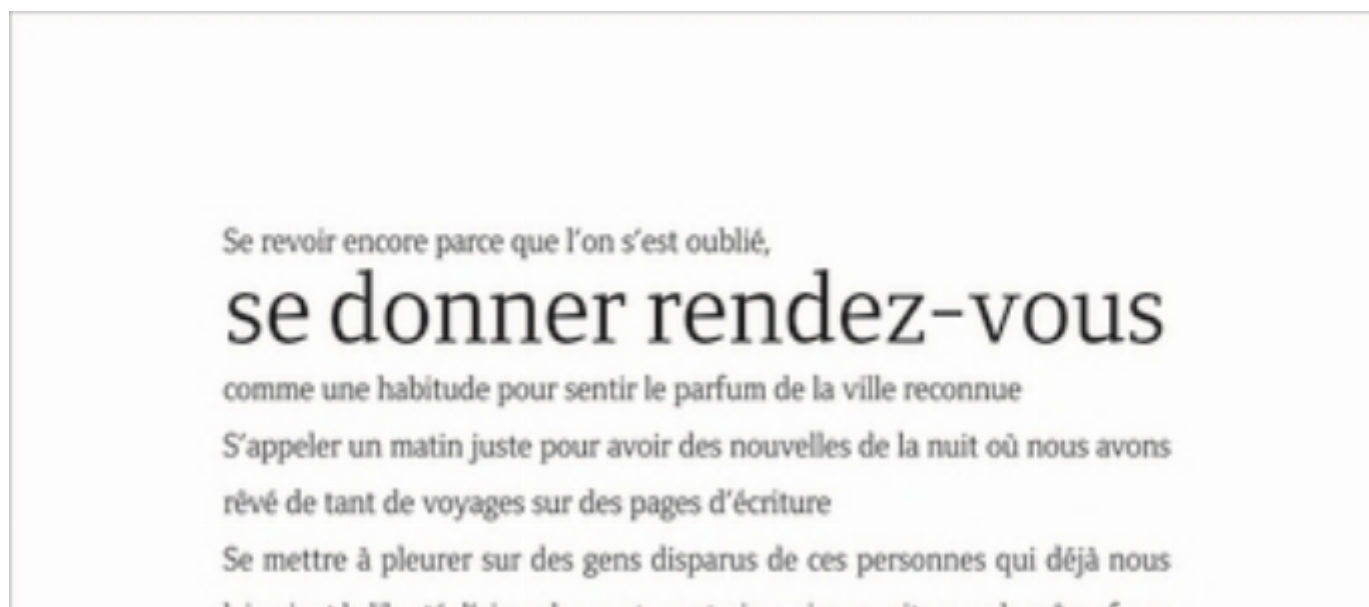 Se revoir encore parce que l'on s'est oublié,
se donner rendez-vous
comme une habitude pour sentir le parfum de la ville reconnue
S'appeler un matin juste pour avoir des nouvelles de la nuit où nous avons
rêvé de tant de voyages sur des pages d'écriture
Se mettre à pleurer sur des gens disparus de ces personnes qui déjà nous